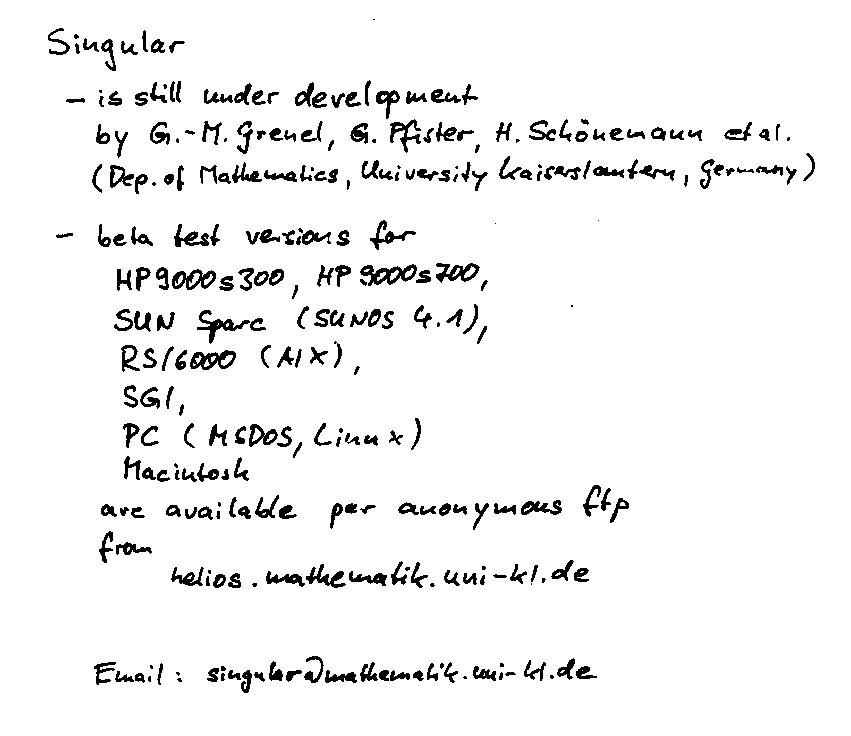 Singular
– is still under development
by G.-M. Greuel, G. Pfister, H. Schönemann et al.
(Dep. of Mathematics, University Kaiserslautern, Germany)
– beta test versions for
HP9000s300, HP9000s700,
SUN Sparc (SUNOS 4.1),
RS/6000 (AIX),
SGI,
PC (MSDOS, Linux)
Macintosh
are available per anonymous ftp
from
helios.mathematik.uni-kl.de
Email: singular@mathematik.uni-kl.de